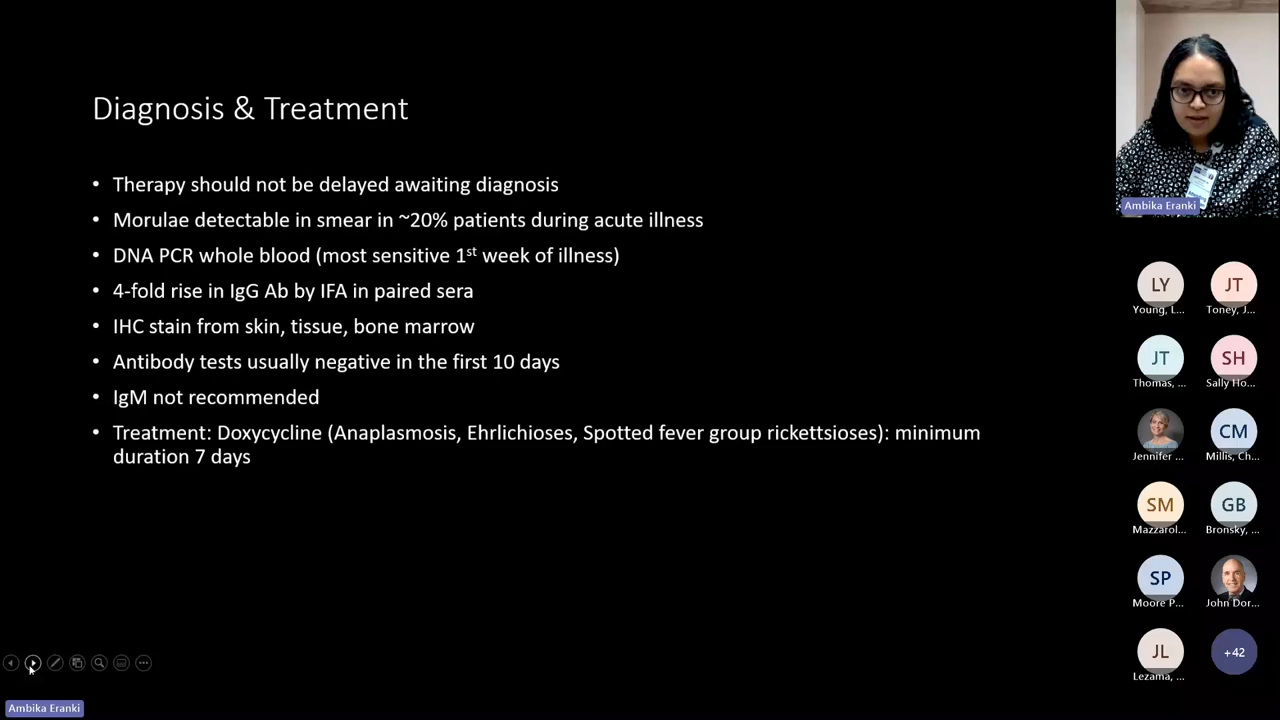 Diagnosis & Treatment
• Therapy should not be delayed awaiting diagnosis
• Morulae detectable in smear in ~20% patients during acute illness
• DNA PCR whole blood (most sensitive 1st week of illness)
• 4-fold rise in IgG Ab by IFA in paired sera
• IHC stain from skin, tissue, bone marrow
• Antibody tests usually negative in the first 10 days
• IgM not recommended
• Treatment: Doxycycline (Anaplasmosis, Ehrlichioses, Spotted fever group rickettsioses): minimum
duration 7 days
Ambika Eranki
LY JT
Young, L... Toney, J...
JT SH
Thomas, ... Sally Ho...
CM
Jennifer ... Millis, Ch...
SM GB
Mazzarol... Bronsky, ...
SP
Moore P... John Dor...
JL +42
Lezama, ...
Ambika Eranki